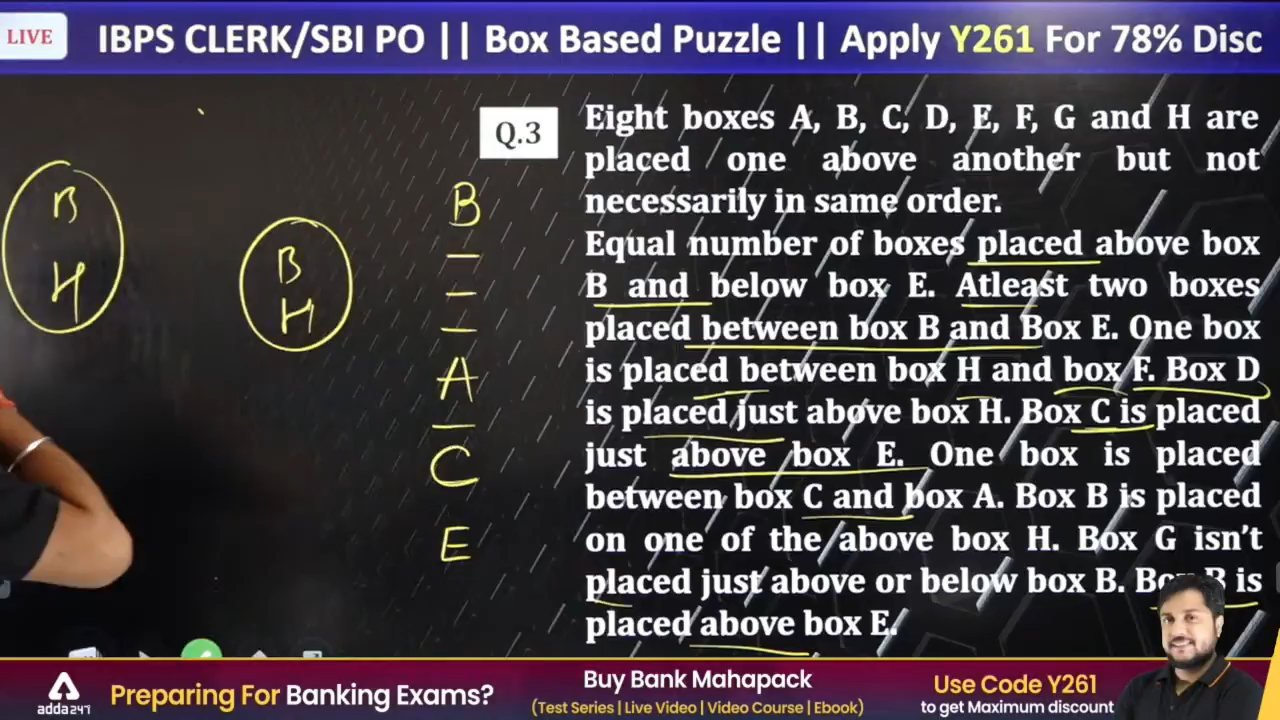 LIVE
IBPS CLERK/SBI PO || Box Based Puzzle || Apply Y261 For 78% Disc
Q.3
Eight boxes A, B, C, D, E, F, G and H are
placed one above another but not
necessarily in same order.
Equal number of boxes placed above box
B and below box E. Atleast two boxes
placed between box B and Box E. One box
is placed between box H and box F. Box D
is placed just above box H. Box C is placed
just above box E. One box is placed
between box C and box A. Box B is placed
on one of the above box H. Box G isn't
placed just above or below box B. Box B is
placed above box E.
B
H
B
H
B
A
C
E
adda247
Preparing For Banking Exams?
Buy Bank Mahapack
(Test Series | Live Video | Video Course | Ebook)
Use Code Y261
to get Maximum discount